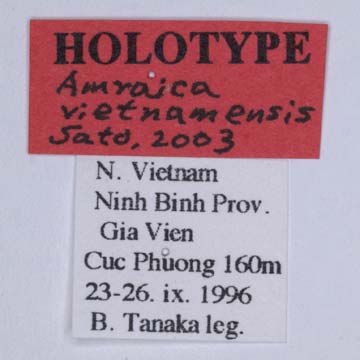 HOLOTYPE
Amraica
vietnamensis
Sato, 2003
N. Vietnam
Ninh Binh Prov.
Gia Vien
Cuc Phuong 160m
23-26. ix. 1996
B. Tanaka leg.